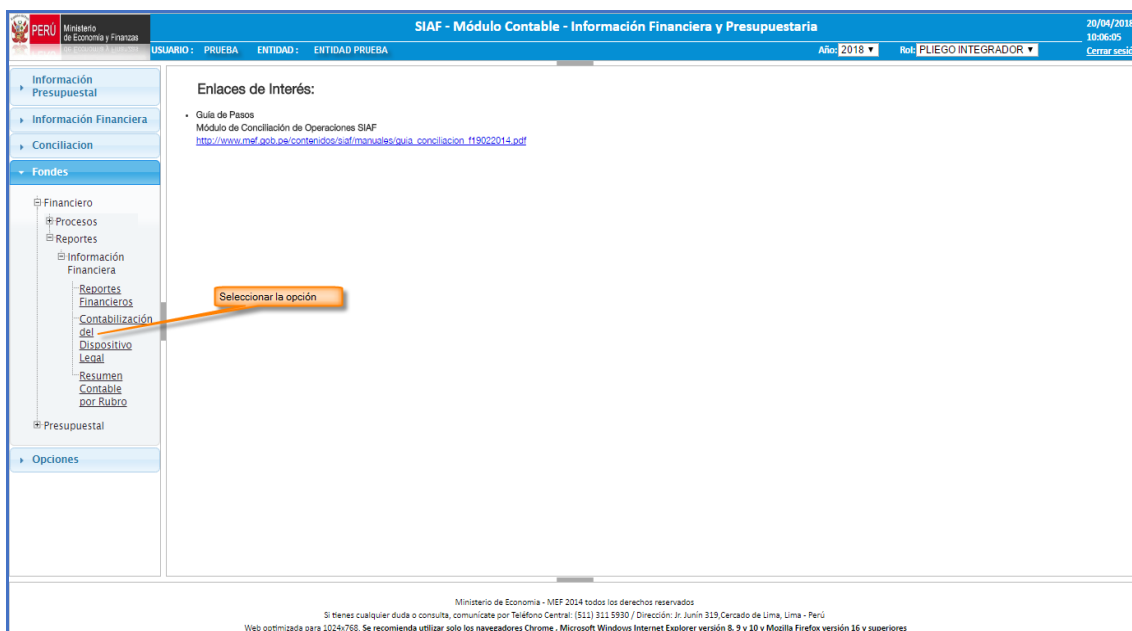 PERÚ Ministerio de Economía y Finanzas
SIAF - Módulo Contable - Información Financiera y Presupuestaria
20/04/2018
10:06:05
USUARIO : PRUEBA ENTIDAD : ENTIDAD PRUEBA
Año: 2018 Rol: PLIEGO INTEGRADOR
Cerrar sesió
Información
Presupuestal
Información Financiera
Conciliacion
Fondes
Financiero
Procesos
Reportes
Información
Financiera
Reportes
Financieros
Contabilización
del
Dispositivo
Legal
Resumen
Contable
por Rubro
Presupuestal
Opciones
Enlaces de Interés:
Guía de Pasos
Módulo de Conciliación de Operaciones SIAF
http://www.mef.gob.pe/contenidos/siaf/manuales/guia_conciliacion_f19022014.pdf
Seleccionar la opción
Ministerio de Economia - MEF 2014 todos los derechos reservados
Si tienes cualquier duda o consulta, comunícate por Teléfono Central: (511) 311 5930 / Dirección: Jr. Junín 319,Cercado de Lima, Lima - Perú
Web optimizada para 1024x768. Se recomienda utilizar solo los navegadores Chrome , Microsoft Windows Internet Explorer versión 8, 9 y 10 y Mozilla Firefox versión 16 y superiores